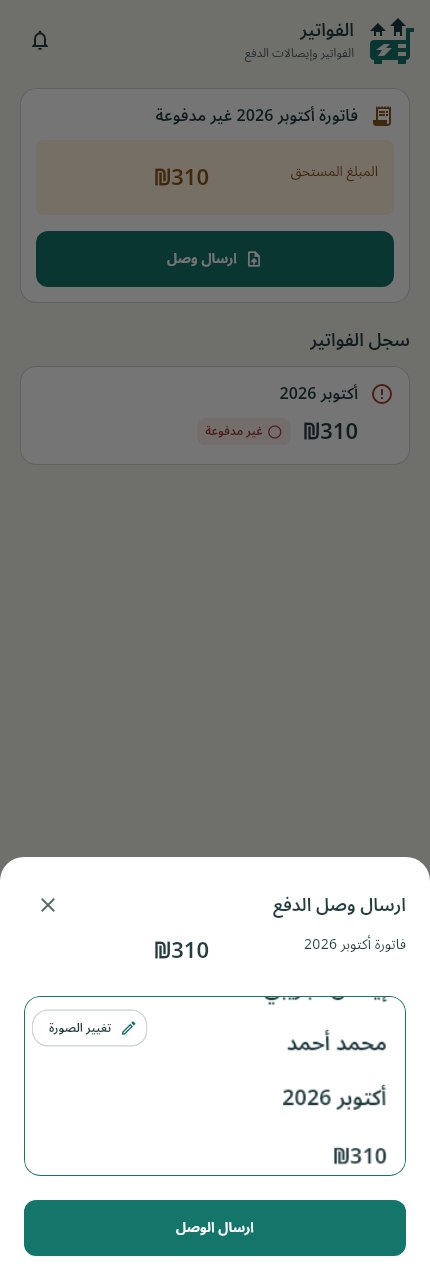 الفواتير
الفواتير وإيصالات الدفع
فاتورة أكتوبر 2026 غير مدفوعة
المبلغ المستحق
₪310
ارسال وصل
سجل الفواتير
أكتوبر 2026
₪310
غير مدفوعة
ارسال وصل الدفع
فاتورة أكتوبر 2026
₪310
تغيير الصورة
محمد أحمد
أكتوبر 2026
₪310
ارسال الوصل